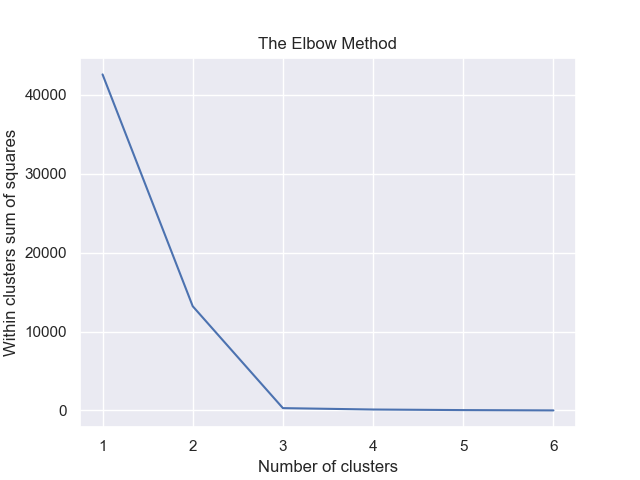 The Elbow Method
Within clusters sum of squares
40000
30000
20000
10000
0
1 2 3 4 5 6
Number of clusters